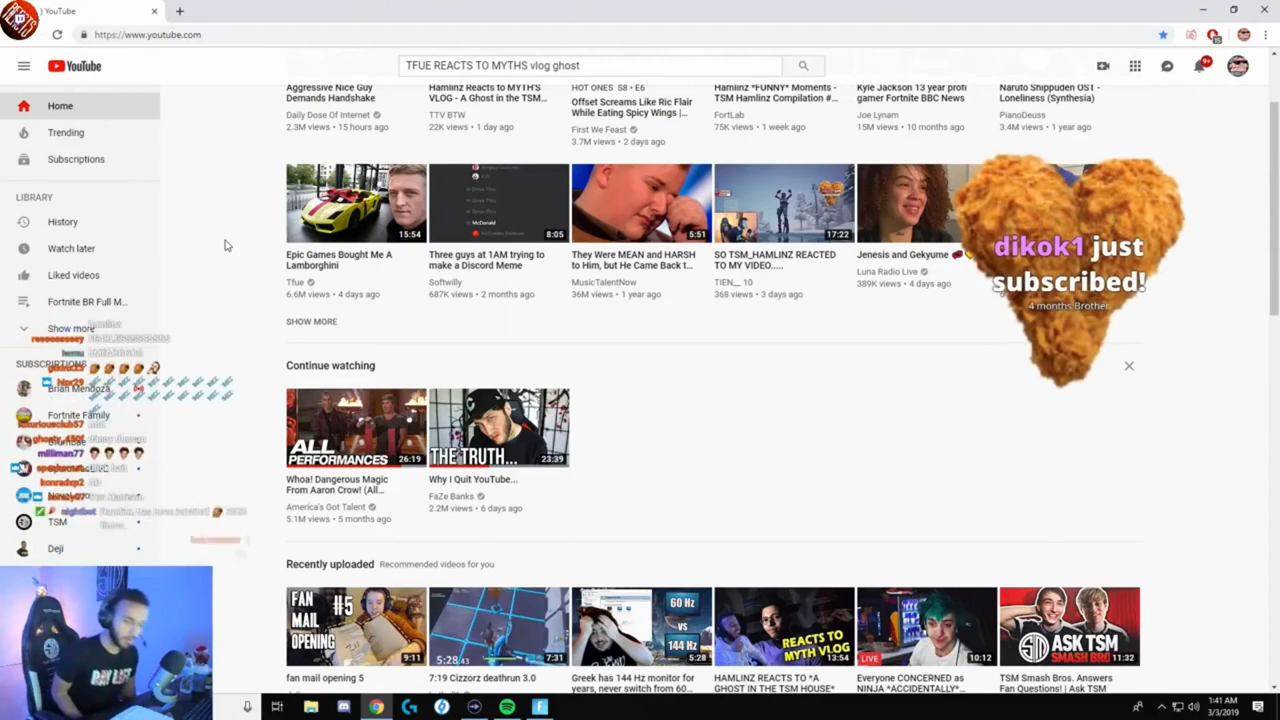 REACTS
YouTube
https://www.youtube.com
YouTube
TFUE REACTS TO MYTHS vlog ghost
9+
Home
Trending
Subscriptions
LIBRARY
History
Watch later
Liked videos
Fortnite BR Full M...
Show more
SUBSCRIPTIONS
Brian Mendoza
Fortnite Family
TSM
Deji
Aggressive Nice Guy
Demands Handshake
Daily Dose Of Internet
2.3M views • 15 hours ago
Hamlinz Reacts to MYTH'S
VLOG - A Ghost in the TSM...
TTV BTW
22K views • 1 day ago
HOT ONES S8 • E6
Offset Screams Like Ric Flair
While Eating Spicy Wings |...
First We Feast
3.7M views • 2 days ago
Hamlinz *FUNNY* Moments -
TSM Hamlinz Compilation #...
FortLab
75K views • 1 week ago
Kyle Jackson 13 year profi
gamer Fortnite BBC News
Joe Lynam
15M views • 10 months ago
Naruto Shippuden OST -
Loneliness (Synthesia)
PianoDeuss
3.4M views • 1 year ago
15:54
Epic Games Bought Me A
Lamborghini
Tfue
6.6M views • 4 days ago
McDonald
8:05
Three guys at 1AM trying to
make a Discord Meme
Softwilly
687K views • 2 months ago
5:51
They Were MEAN and HARSH
to Him, but He Came Back t...
MusicTalentNow
36M views • 1 year ago
17:22
SO TSM_HAMLINZ REACTED
TO MY VIDEO.....
TIEN__ 10
368 views • 3 days ago
Jenesis and Gekyume
Luna Radio Live
389K views • 4 days ago
dikok1 just
subscribed!
4 months Brother
SHOW MORE
Continue watching
ALL
PERFORMANCES
26:19
Whoa! Dangerous Magic
From Aaron Crow! (All...
America's Got Talent
5.1M views • 5 months ago
THE TRUTH...
23:39
Why I Quit YouTube...
FaZe Banks
2.2M views • 6 days ago
Hnx29
milliman77
konradxp2
nightbot
Recently uploaded
Recommended videos for you
FAN
MAIL
OPENING
#5
9:11
fan mail opening 5
5:28 43
7:31
7:19 Cizzorz deathrun 3.0
60 Hz
VS
144 Hz
5:28
Greek has 144 Hz monitor for
years, never switch from 60...
REACTS TO
MYTH VLOG
13:54
HAMLINZ REACTS TO *A
GHOST IN THE TSM HOUSE*
LIVE
10:12
Everyone CONCERNED as
NINJA *ACCIDENTALLY*...
ASK TSM
SMASH BRO
11:32
TSM Smash Bros. Answers
Fan Questions! | Ask TSM
1:41 AM
3/3/2019